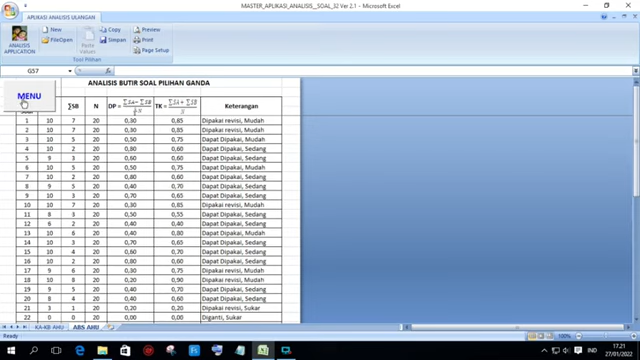 MASTER_APLIKASI_ANALISIS__SOAL_32 Ver 2.1 - Microsoft Excel
APLIKASI ANALISIS ULANGAN
ANALISIS APPLICATION
New
FileOpen
Paste Values
Copy
Simpan
Preview
Print
Page Setup
Tool Pilihan
G57
ANALISIS BUTIR SOAL PILIHAN GANDA
MENU
∑SB N DP = (∑SA − ∑SB) / ½N TK = (∑SA + ∑SB) / N Keterangan
1 10 7 20 0,30 0,85 Dipakai revisi, Mudah
2 10 7 20 0,30 0,85 Dipakai revisi, Mudah
3 10 5 20 0,50 0,75 Dapat Dipakai, Mudah
4 10 2 20 0,80 0,60 Dapat Dipakai, Sedang
5 9 3 20 0,60 0,60 Dapat Dipakai, Sedang
6 10 5 20 0,50 0,75 Dapat Dipakai, Mudah
7 10 2 20 0,80 0,60 Dapat Dipakai, Sedang
8 9 5 20 0,40 0,70 Dapat Dipakai, Sedang
9 10 3 20 0,70 0,65 Dapat Dipakai, Sedang
10 10 7 20 0,30 0,85 Dipakai revisi, Mudah
11 8 3 20 0,50 0,55 Dapat Dipakai, Sedang
12 6 2 20 0,40 0,40 Dapat Dipakai, Sedang
13 10 6 20 0,40 0,80 Dapat Dipakai, Mudah
14 10 3 20 0,70 0,65 Dapat Dipakai, Sedang
15 10 4 20 0,60 0,70 Dapat Dipakai, Sedang
16 10 2 20 0,80 0,60 Dapat Dipakai, Sedang
17 9 6 20 0,30 0,75 Dipakai revisi, Mudah
18 10 8 20 0,20 0,90 Dipakai revisi, Mudah
19 9 5 20 0,40 0,70 Dapat Dipakai, Sedang
20 8 4 20 0,40 0,60 Dapat Dipakai, Sedang
21 3 1 20 0,20 0,20 Dipakai revisi, Sukar
22 0 0 20 0,00 0,00 Diganti, Sukar
KA-KB AHU ABS AHU
100%
IND
17.21
27/01/2022